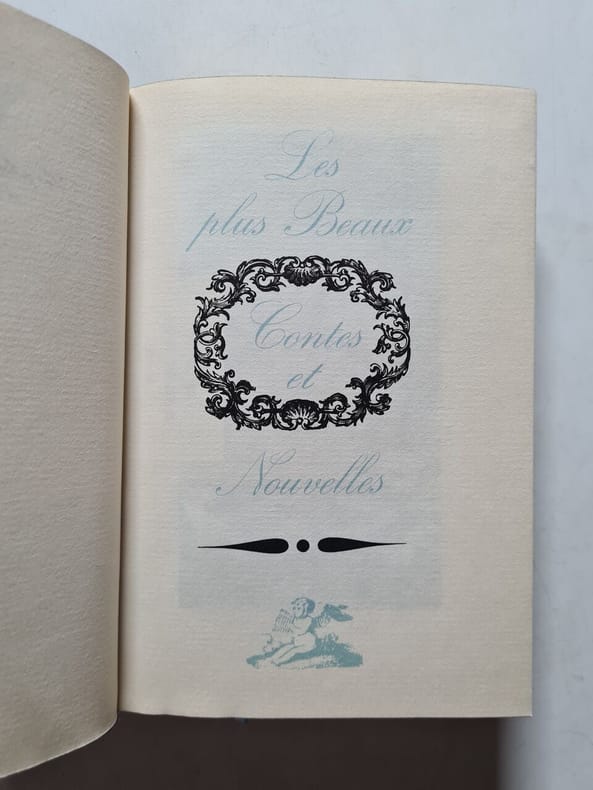 Les
plus Beaux
Contes
et
Nouvelles